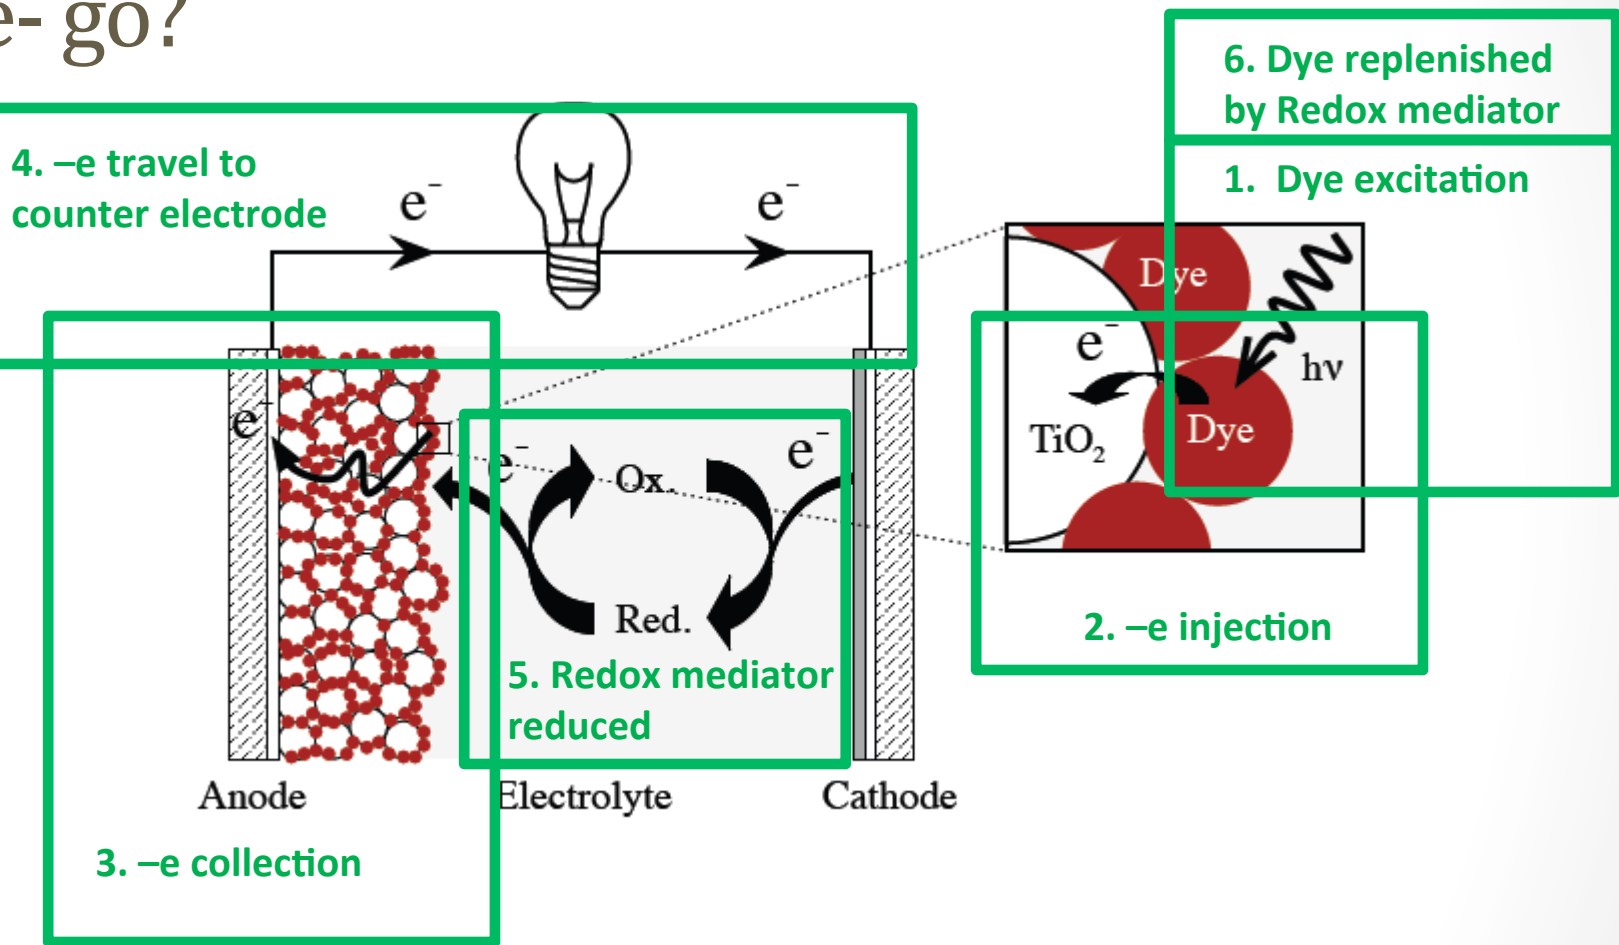 e- go?
6. Dye replenished
by Redox mediator
4. –e travel to
counter electrode
1. Dye excitation
e⁻
e⁻
Dye
e⁻
hν
TiO₂
Dye
e⁻
e⁻
Ox.
e⁻
Red.
2. –e injection
5. Redox mediator
reduced
Anode
Electrolyte
Cathode
3. –e collection